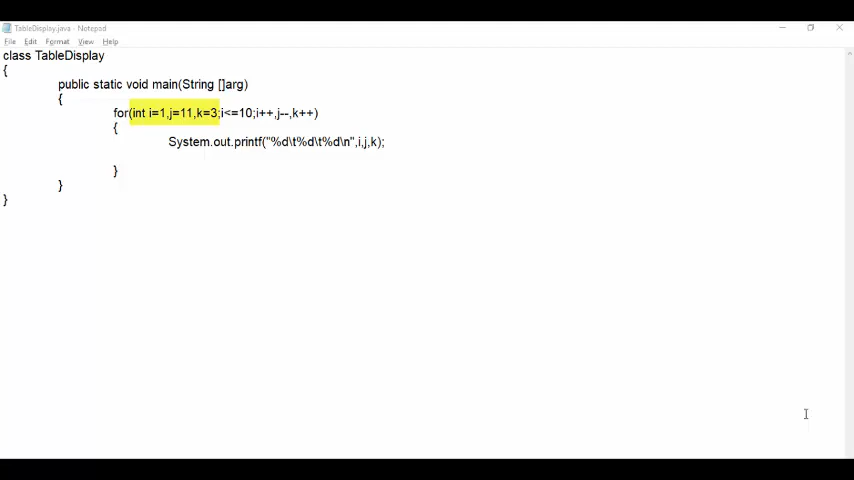 TableDisplay.java - Notepad
File Edit Format View Help
class TableDisplay
{
public static void main(String []arg)
{
for(int i=1,j=11,k=3;i<=10;i++,j--,k++)
{
System.out.printf("%d\t%d\t%d\n",i,j,k);
}
}
}